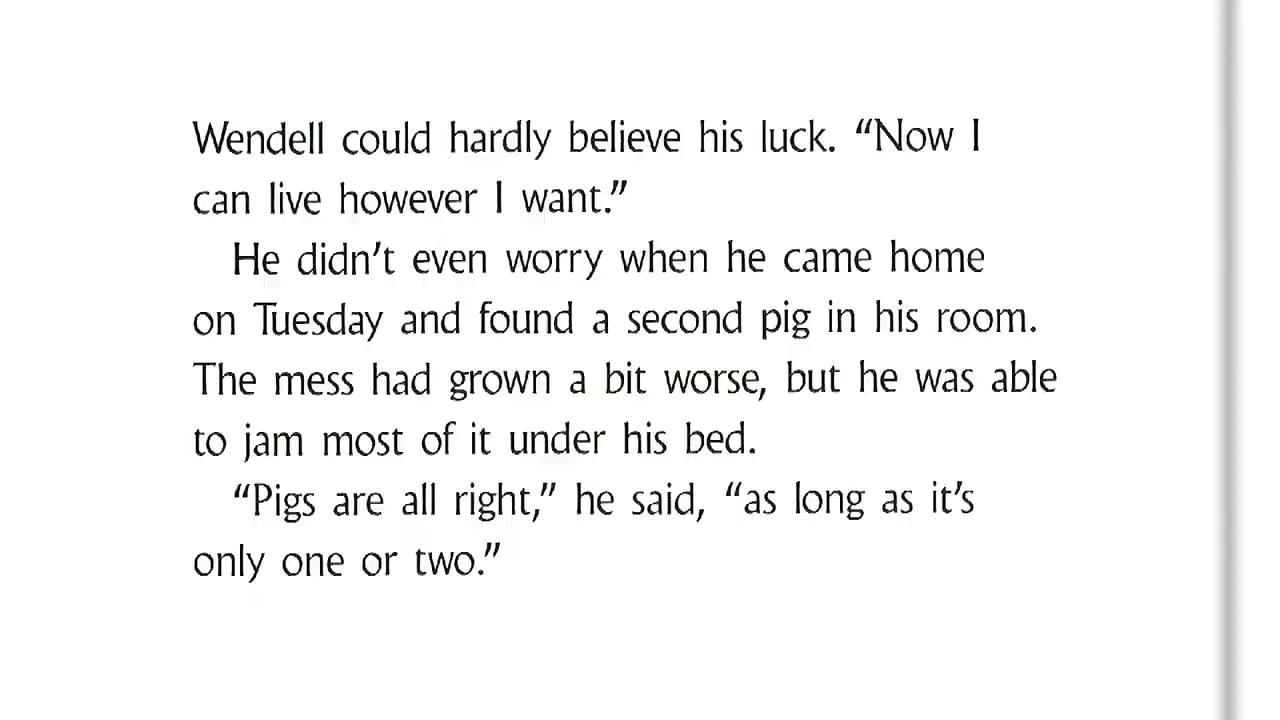 Wendell could hardly believe his luck. “Now I
can live however I want.”
He didn’t even worry when he came home
on Tuesday and found a second pig in his room.
The mess had grown a bit worse, but he was able
to jam most of it under his bed.
“Pigs are all right,” he said, “as long as it’s
only one or two.”